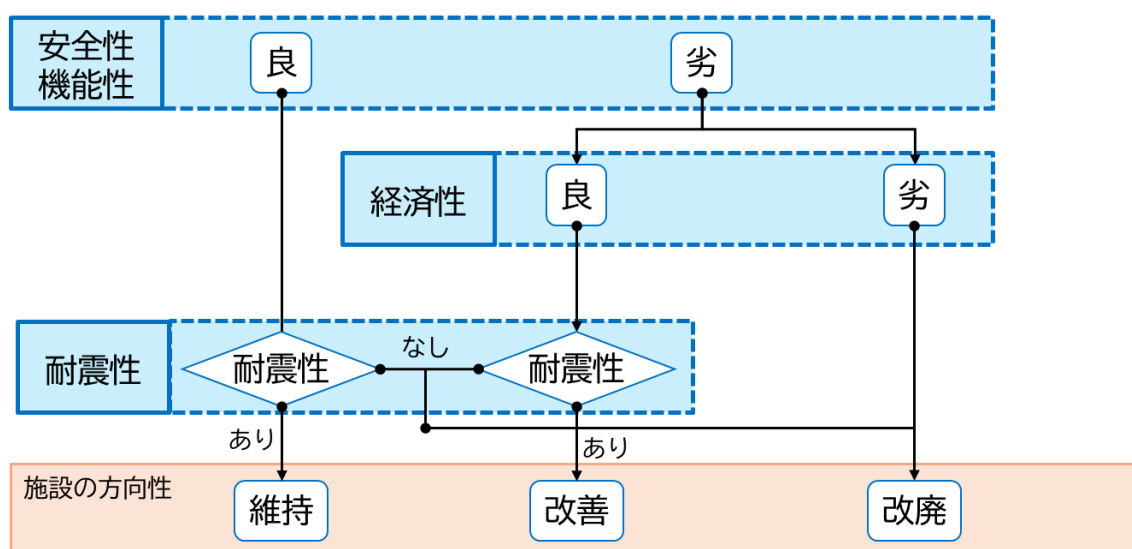 安全性
機能性
良
劣
経済性
良
劣
耐震性
耐震性
なし
耐震性
あり
あり
施設の方向性
維持
改善
改廃